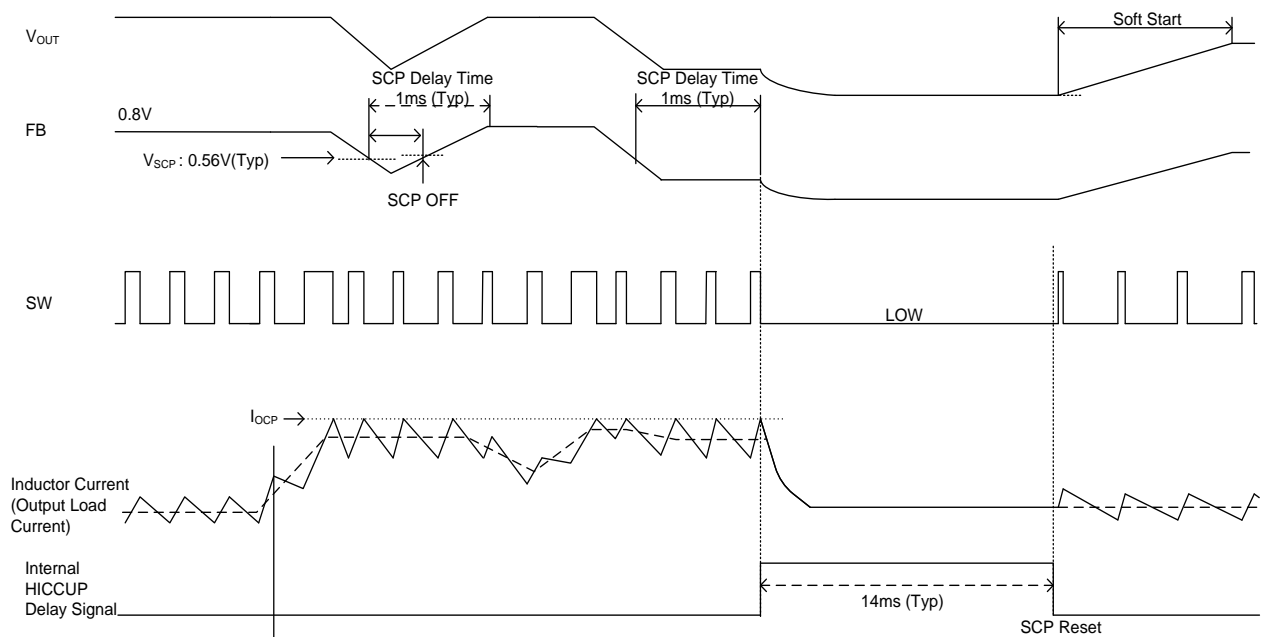 Soft Start
VOUT
SCP Delay Time
1ms (Typ)
SCP Delay Time
1ms (Typ)
0.8V
FB
VSCP : 0.56V(Typ)
SCP OFF
SW
LOW
IOCP
Inductor Current
(Output Load
Current)
Internal
HICCUP
Delay Signal
14ms (Typ)
SCP Reset